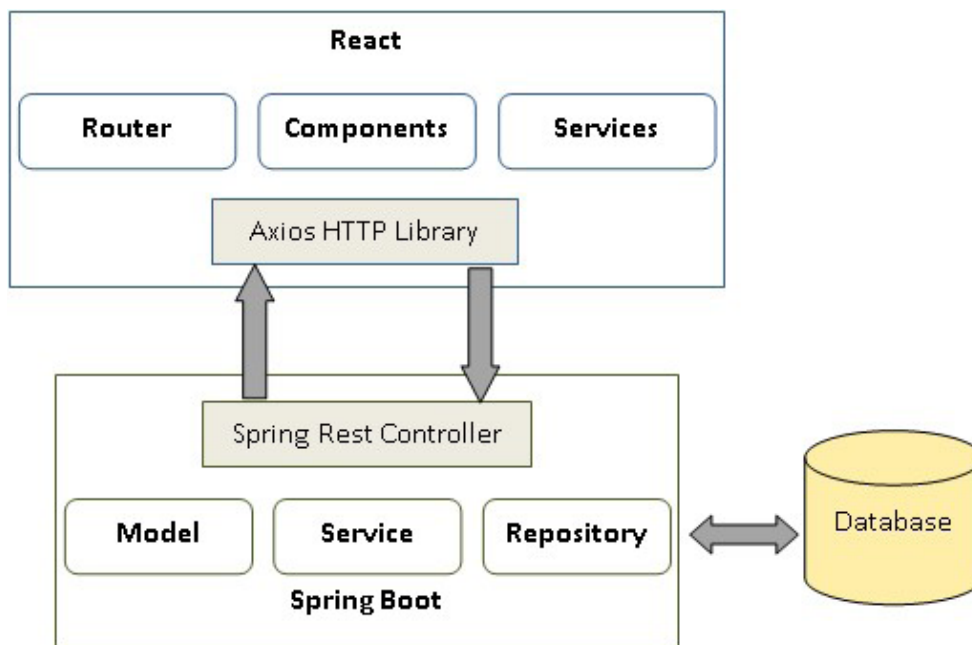 React
Router
Components
Services
Axios HTTP Library
Spring Rest Controller
Model
Service
Repository
Database
Spring Boot